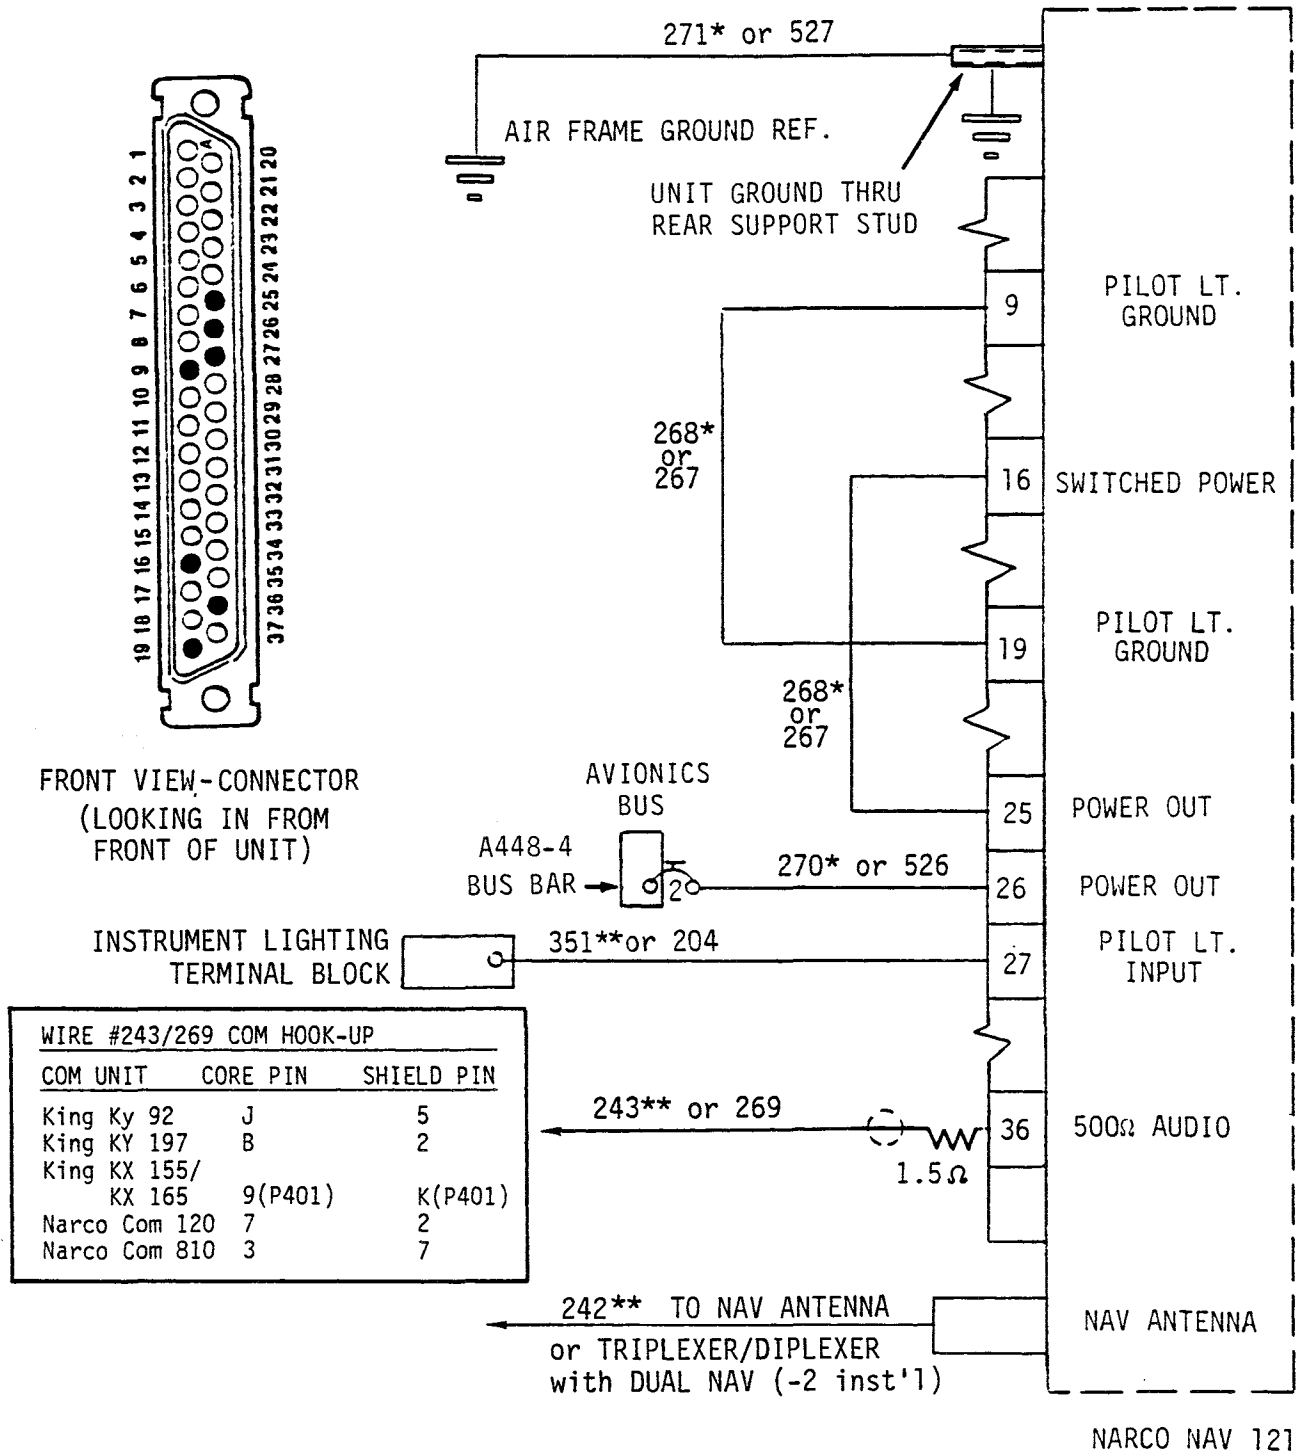 271* or 527
AIR FRAME GROUND REF.
UNIT GROUND THRU
REAR SUPPORT STUD
A
1 2 3 4 5 6 7 8 9 10 11 12 13 14 15 16 17 18 19
20 21 22 23 24 25 26 27 28 29 30 31 32 33 34 35 36 37
FRONT VIEW-CONNECTOR
(LOOKING IN FROM
FRONT OF UNIT)
9
PILOT LT.
GROUND
268*
or
267
16
SWITCHED POWER
19
PILOT LT.
GROUND
268*
or
267
25
POWER OUT
AVIONICS
BUS
A448-4
BUS BAR
2
270* or 526
26
POWER OUT
INSTRUMENT LIGHTING
TERMINAL BLOCK
351**or 204
27
PILOT LT.
INPUT
WIRE #243/269 COM HOOK-UP
COM UNIT CORE PIN SHIELD PIN
King Ky 92 J 5
King KY 197 B 2
King KX 155/
KX 165 9(P401) K(P401)
Narco Com 120 7 2
Narco Com 810 3 7
243** or 269
1.5Ω
36
500Ω AUDIO
242** TO NAV ANTENNA
or TRIPLEXER/DIPLEXER
with DUAL NAV (-2 inst'l)
NAV ANTENNA
NARCO NAV 121